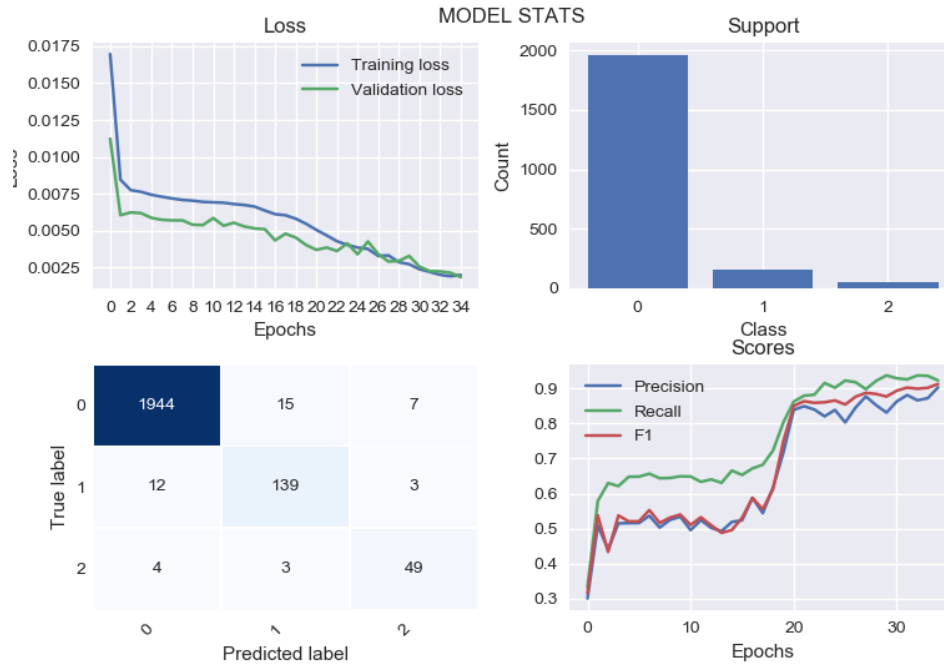 MODEL STATS
Loss
0.0175
0.0150
0.0125
0.0100
0.0075
0.0050
0.0025
Training loss
Validation loss
0 2 4 6 8 10 12 14 16 18 20 22 24 26 28 30 32 34
Epochs
Support
Count
2000
1500
1000
500
0
0 1 2
Class
True label
0 1944 15 7
1 12 139 3
2 4 3 49
0 1 2
Predicted label
Scores
0.9
0.8
0.7
0.6
0.5
0.4
0.3
Precision
Recall
F1
0 10 20 30
Epochs